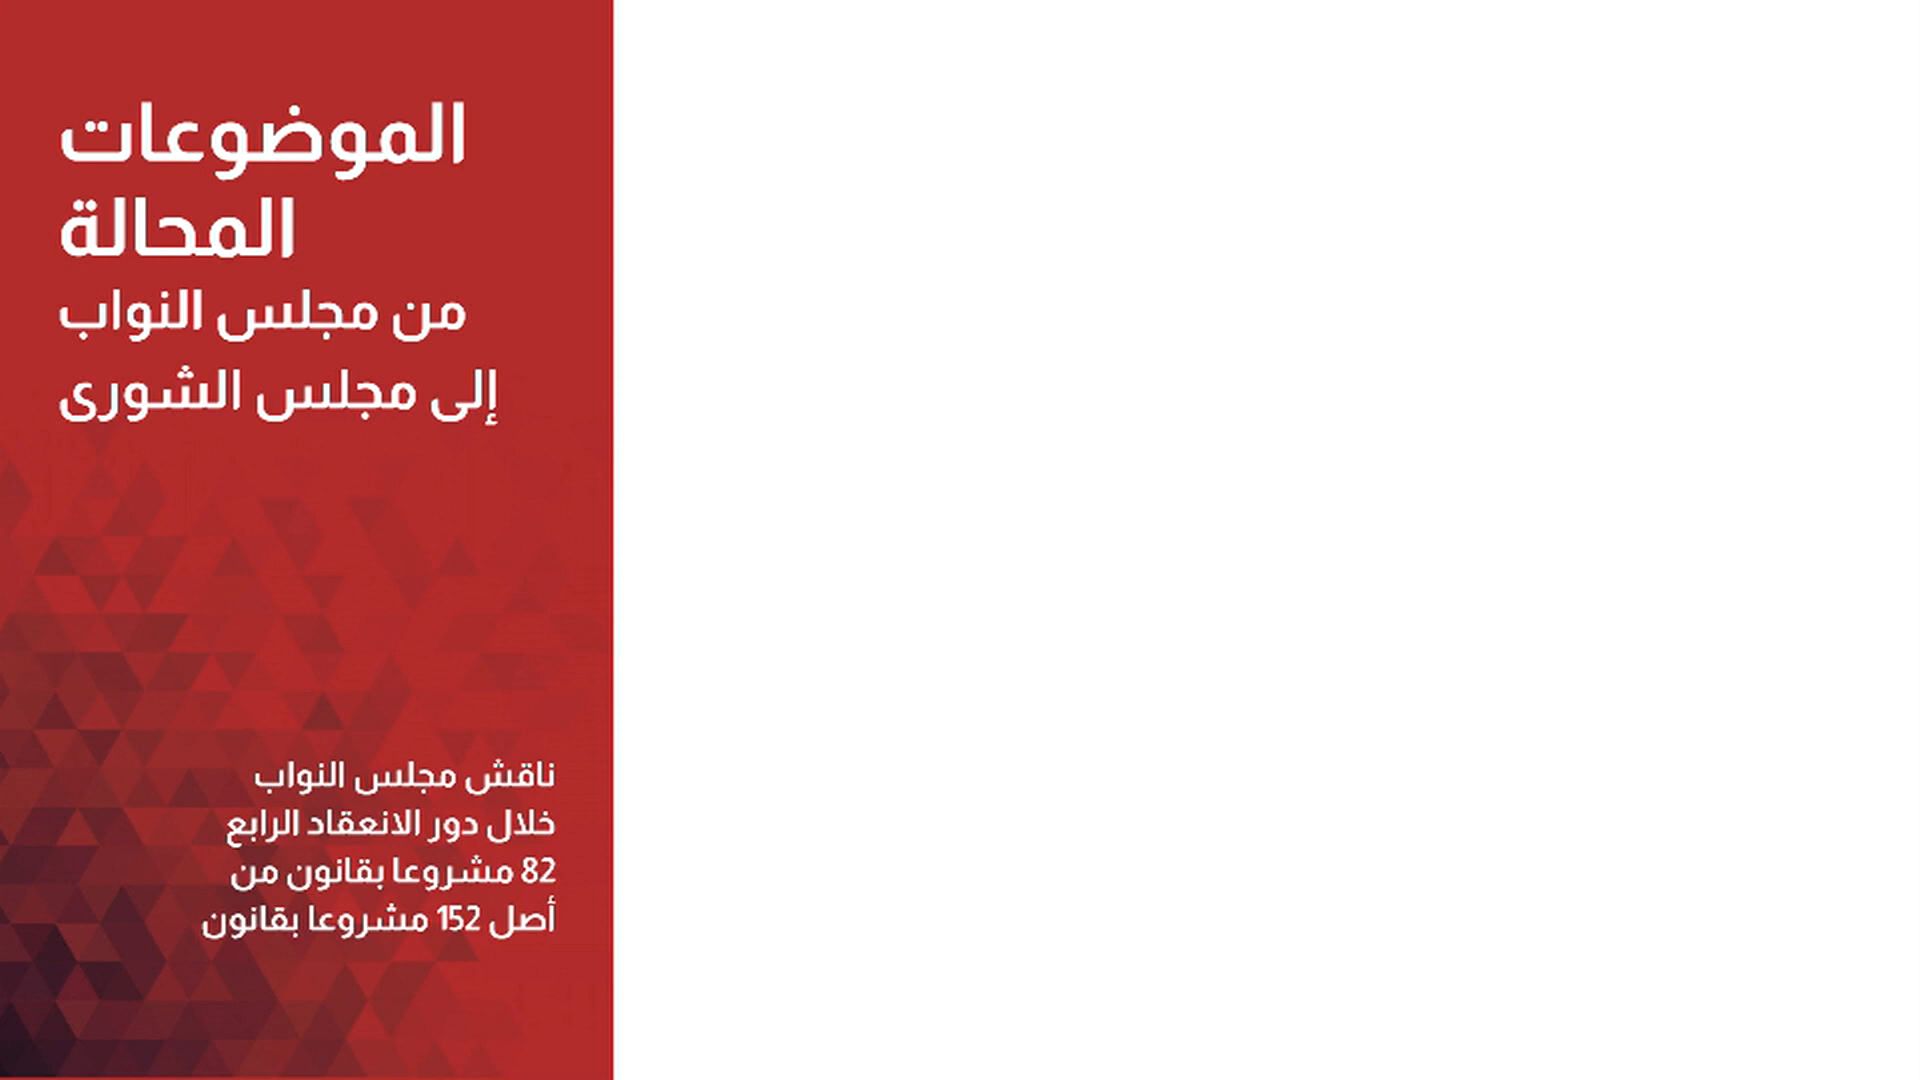 الموضوعات
المحالة
من مجلس النواب
إلى مجلس الشورى
ناقش مجلس النواب
خلال دور الانعقاد الرابع
82 مشروعا بقانون من
أصل 152 مشروعا بقانون